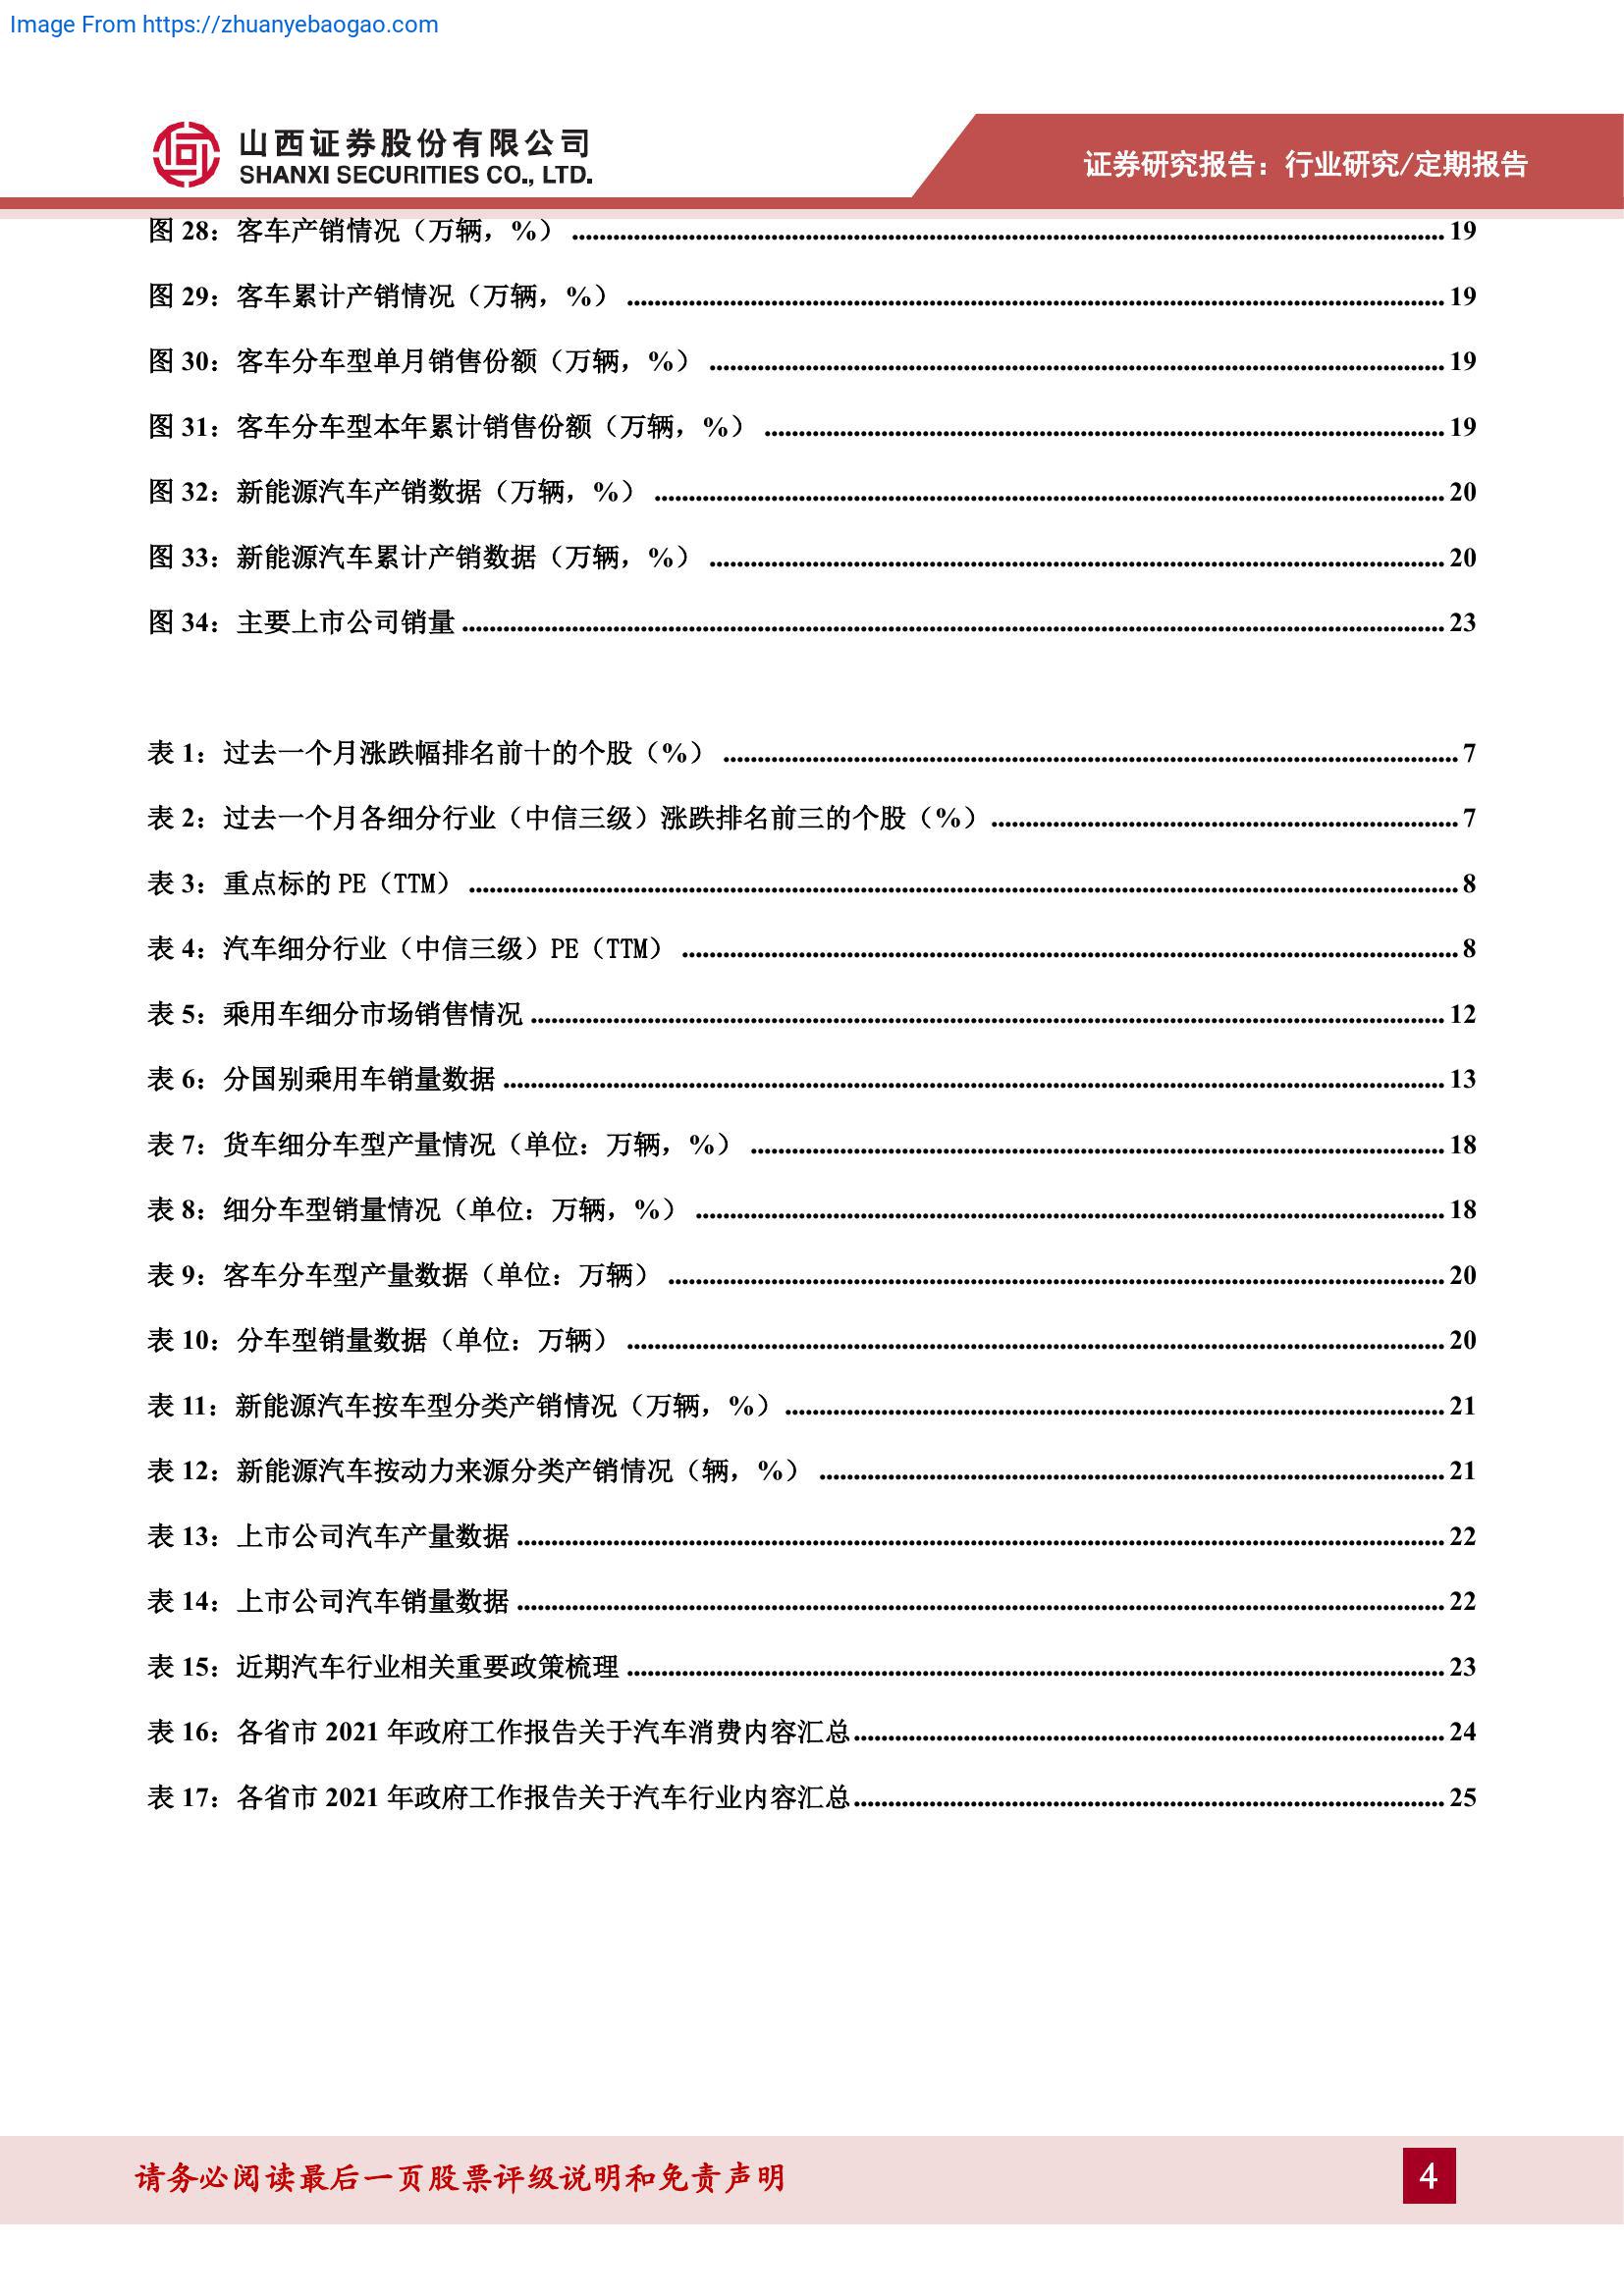 Image From https://zhuanyebaogao.com
山西证券股份有限公司
SHANXI SECURITIES CO., LTD.
证券研究报告：行业研究/定期报告
图 28：客车产销情况（万辆，%） 19
图 29：客车累计产销情况（万辆，%） 19
图 30：客车分车型单月销售份额（万辆，%） 19
图 31：客车分车型本年累计销售份额（万辆，%） 19
图 32：新能源汽车产销数据（万辆，%） 20
图 33：新能源汽车累计产销数据（万辆，%） 20
图 34：主要上市公司销量 23
表 1：过去一个月涨跌幅排名前十的个股（%） 7
表 2：过去一个月各细分行业（中信三级）涨跌排名前三的个股（%） 7
表 3：重点标的 PE（TTM） 8
表 4：汽车细分行业（中信三级）PE（TTM） 8
表 5：乘用车细分市场销售情况 12
表 6：分国别乘用车销量数据 13
表 7：货车细分车型产量情况（单位：万辆，%） 18
表 8：细分车型销量情况（单位：万辆，%） 18
表 9：客车分车型产量数据（单位：万辆） 20
表 10：分车型销量数据（单位：万辆） 20
表 11：新能源汽车按车型分类产销情况（万辆，%） 21
表 12：新能源汽车按动力来源分类产销情况（辆，%） 21
表 13：上市公司汽车产量数据 22
表 14：上市公司汽车销量数据 22
表 15：近期汽车行业相关重要政策梳理 23
表 16：各省市 2021 年政府工作报告关于汽车消费内容汇总 24
表 17：各省市 2021 年政府工作报告关于汽车行业内容汇总 25
请务必阅读最后一页股票评级说明和免责声明
4